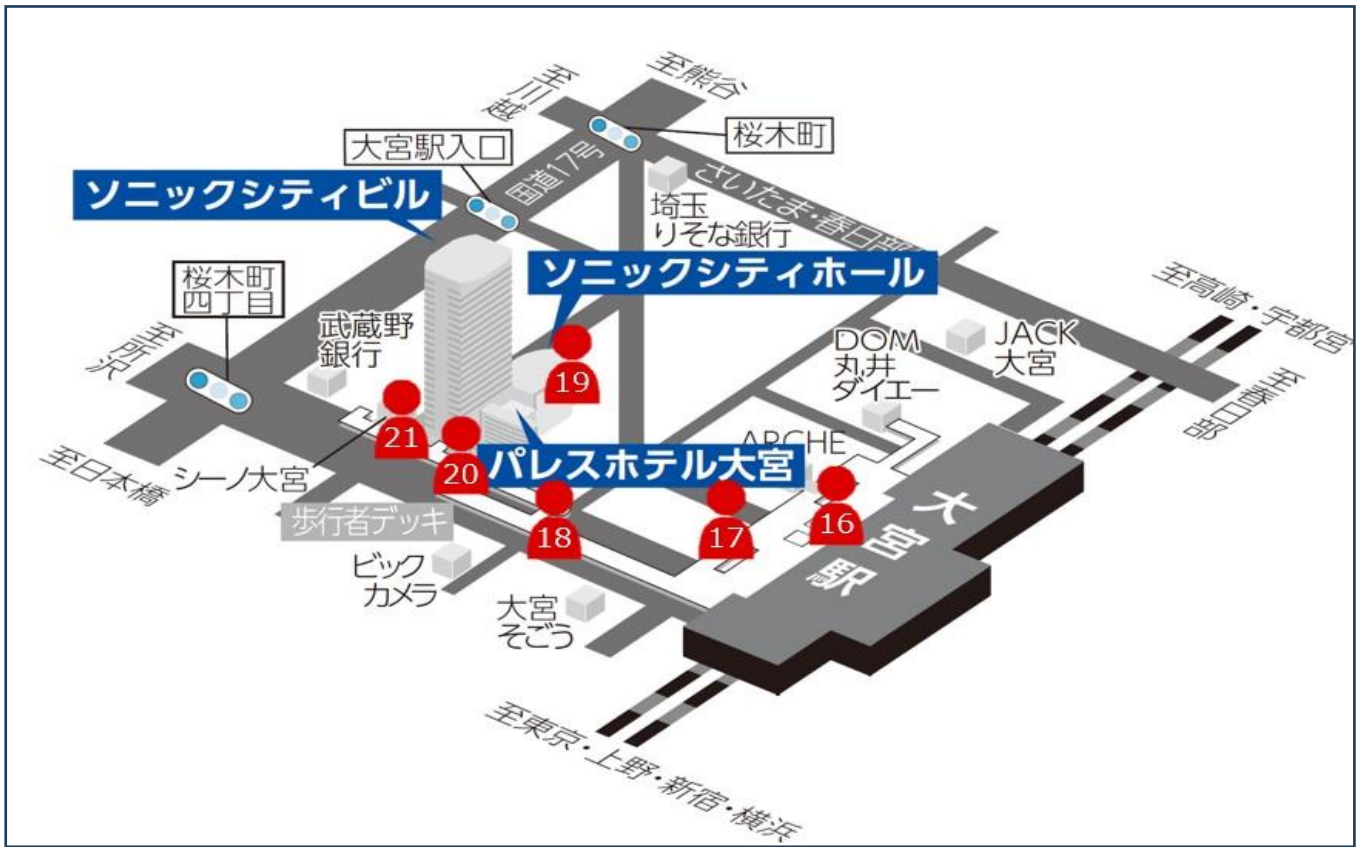 至熊谷
至川越
桜木町
大宮駅入口
国道17号
ソニックシティビル
埼玉
りそな銀行
さいたま・春日部
ソニックシティホール
桜木町
四丁目
至高崎・宇都宮
武蔵野
銀行
至所沢
DOM
丸井
ダイエー
JACK
大宮
至春日部
19
21
20
ARCHE
至日本橋
シーノ大宮
パレスホテル大宮
歩行者デッキ
18
17
16
大宮駅
ビック
カメラ
大宮
そごう
至東京・上野・新宿・横浜